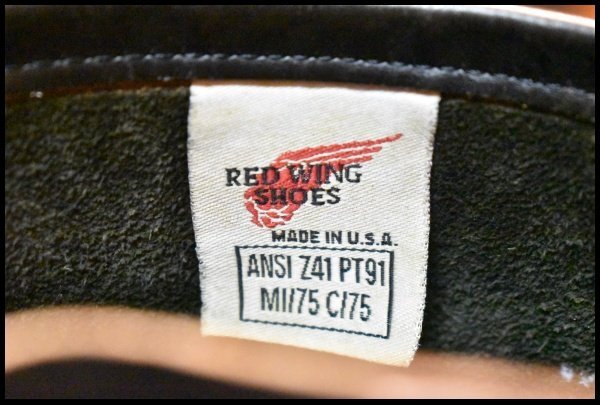 RED WING
SHOES
MADE IN U.S.A.
ANSI Z41 PT91
MI/75 C/75